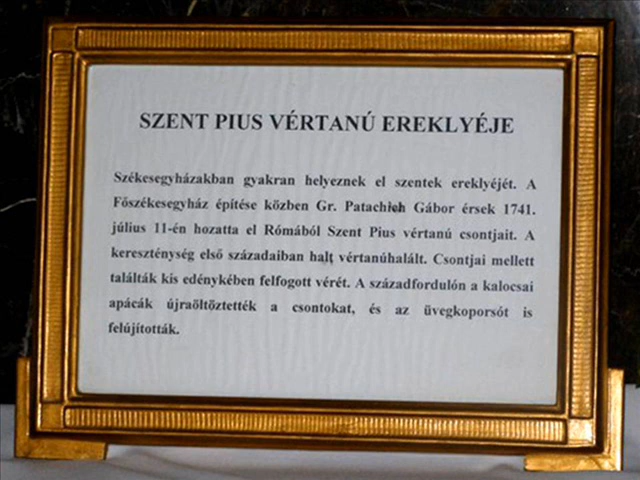 SZENT PIUS VÉRTANÚ EREKLYÉJE
Székesegyházakban gyakran helyeznek el szentek ereklyéjét. A
Főszékesegyház építése közben Gr. Patachich Gábor érsek 1741.
július 11-én hozatta el Rómából Szent Pius vértanú csontjait. A
kereszténység első századaiban halt vértanúhalált. Csontjai mellett
találták kis edénykében felfogott vérét. A századfordulón a kalocsai
apácák újraöltöztették a csontokat, és az üvegkoporsót is
felújították.